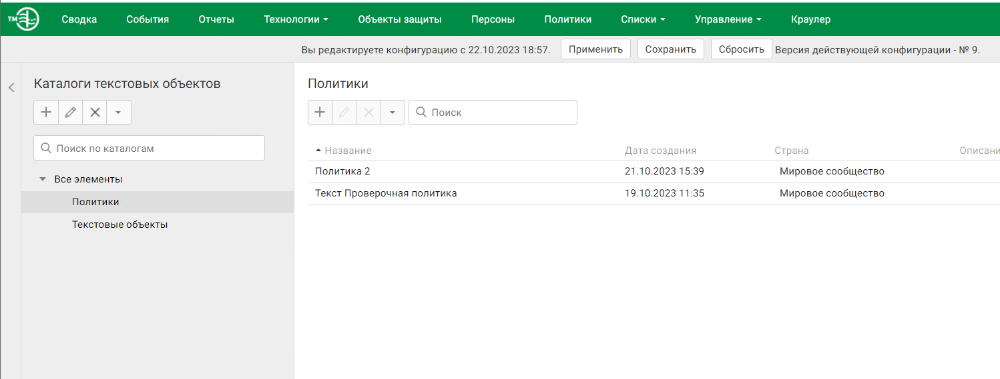 ТМ Сводка События Отчеты Технологии Объекты защиты Персоны Политики Списки Управление Краулер
Вы редактируете конфигурацию с 22.10.2023 18:57. Применить Сохранить Сбросить Версия действующей конфигурации - № 9.
Каталоги текстовых объектов
Поиск по каталогам
Все элементы
Политики
Текстовые объекты
Политики
Поиск
Название Дата создания Страна Описани
Политика 2 21.10.2023 15:39 Мировое сообщество
Текст Проверочная политика 19.10.2023 11:35 Мировое сообщество